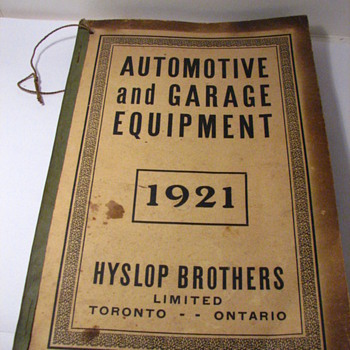 AUTOMOTIVE
and GARAGE
EQUIPMENT
1921
HYSLOP BROTHERS
LIMITED
TORONTO - - ONTARIO